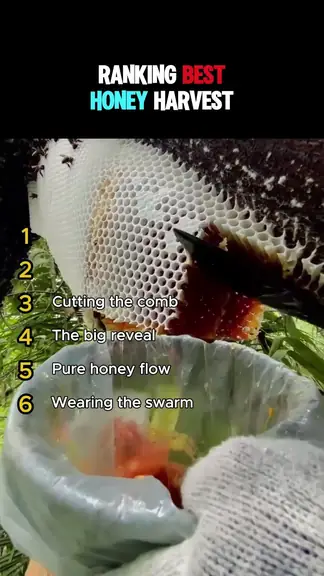 RANKING BEST
HONEY HARVEST
1
2
3 Cutting the comb
4 The big reveal
5 Pure honey flow
6 Wearing the swarm